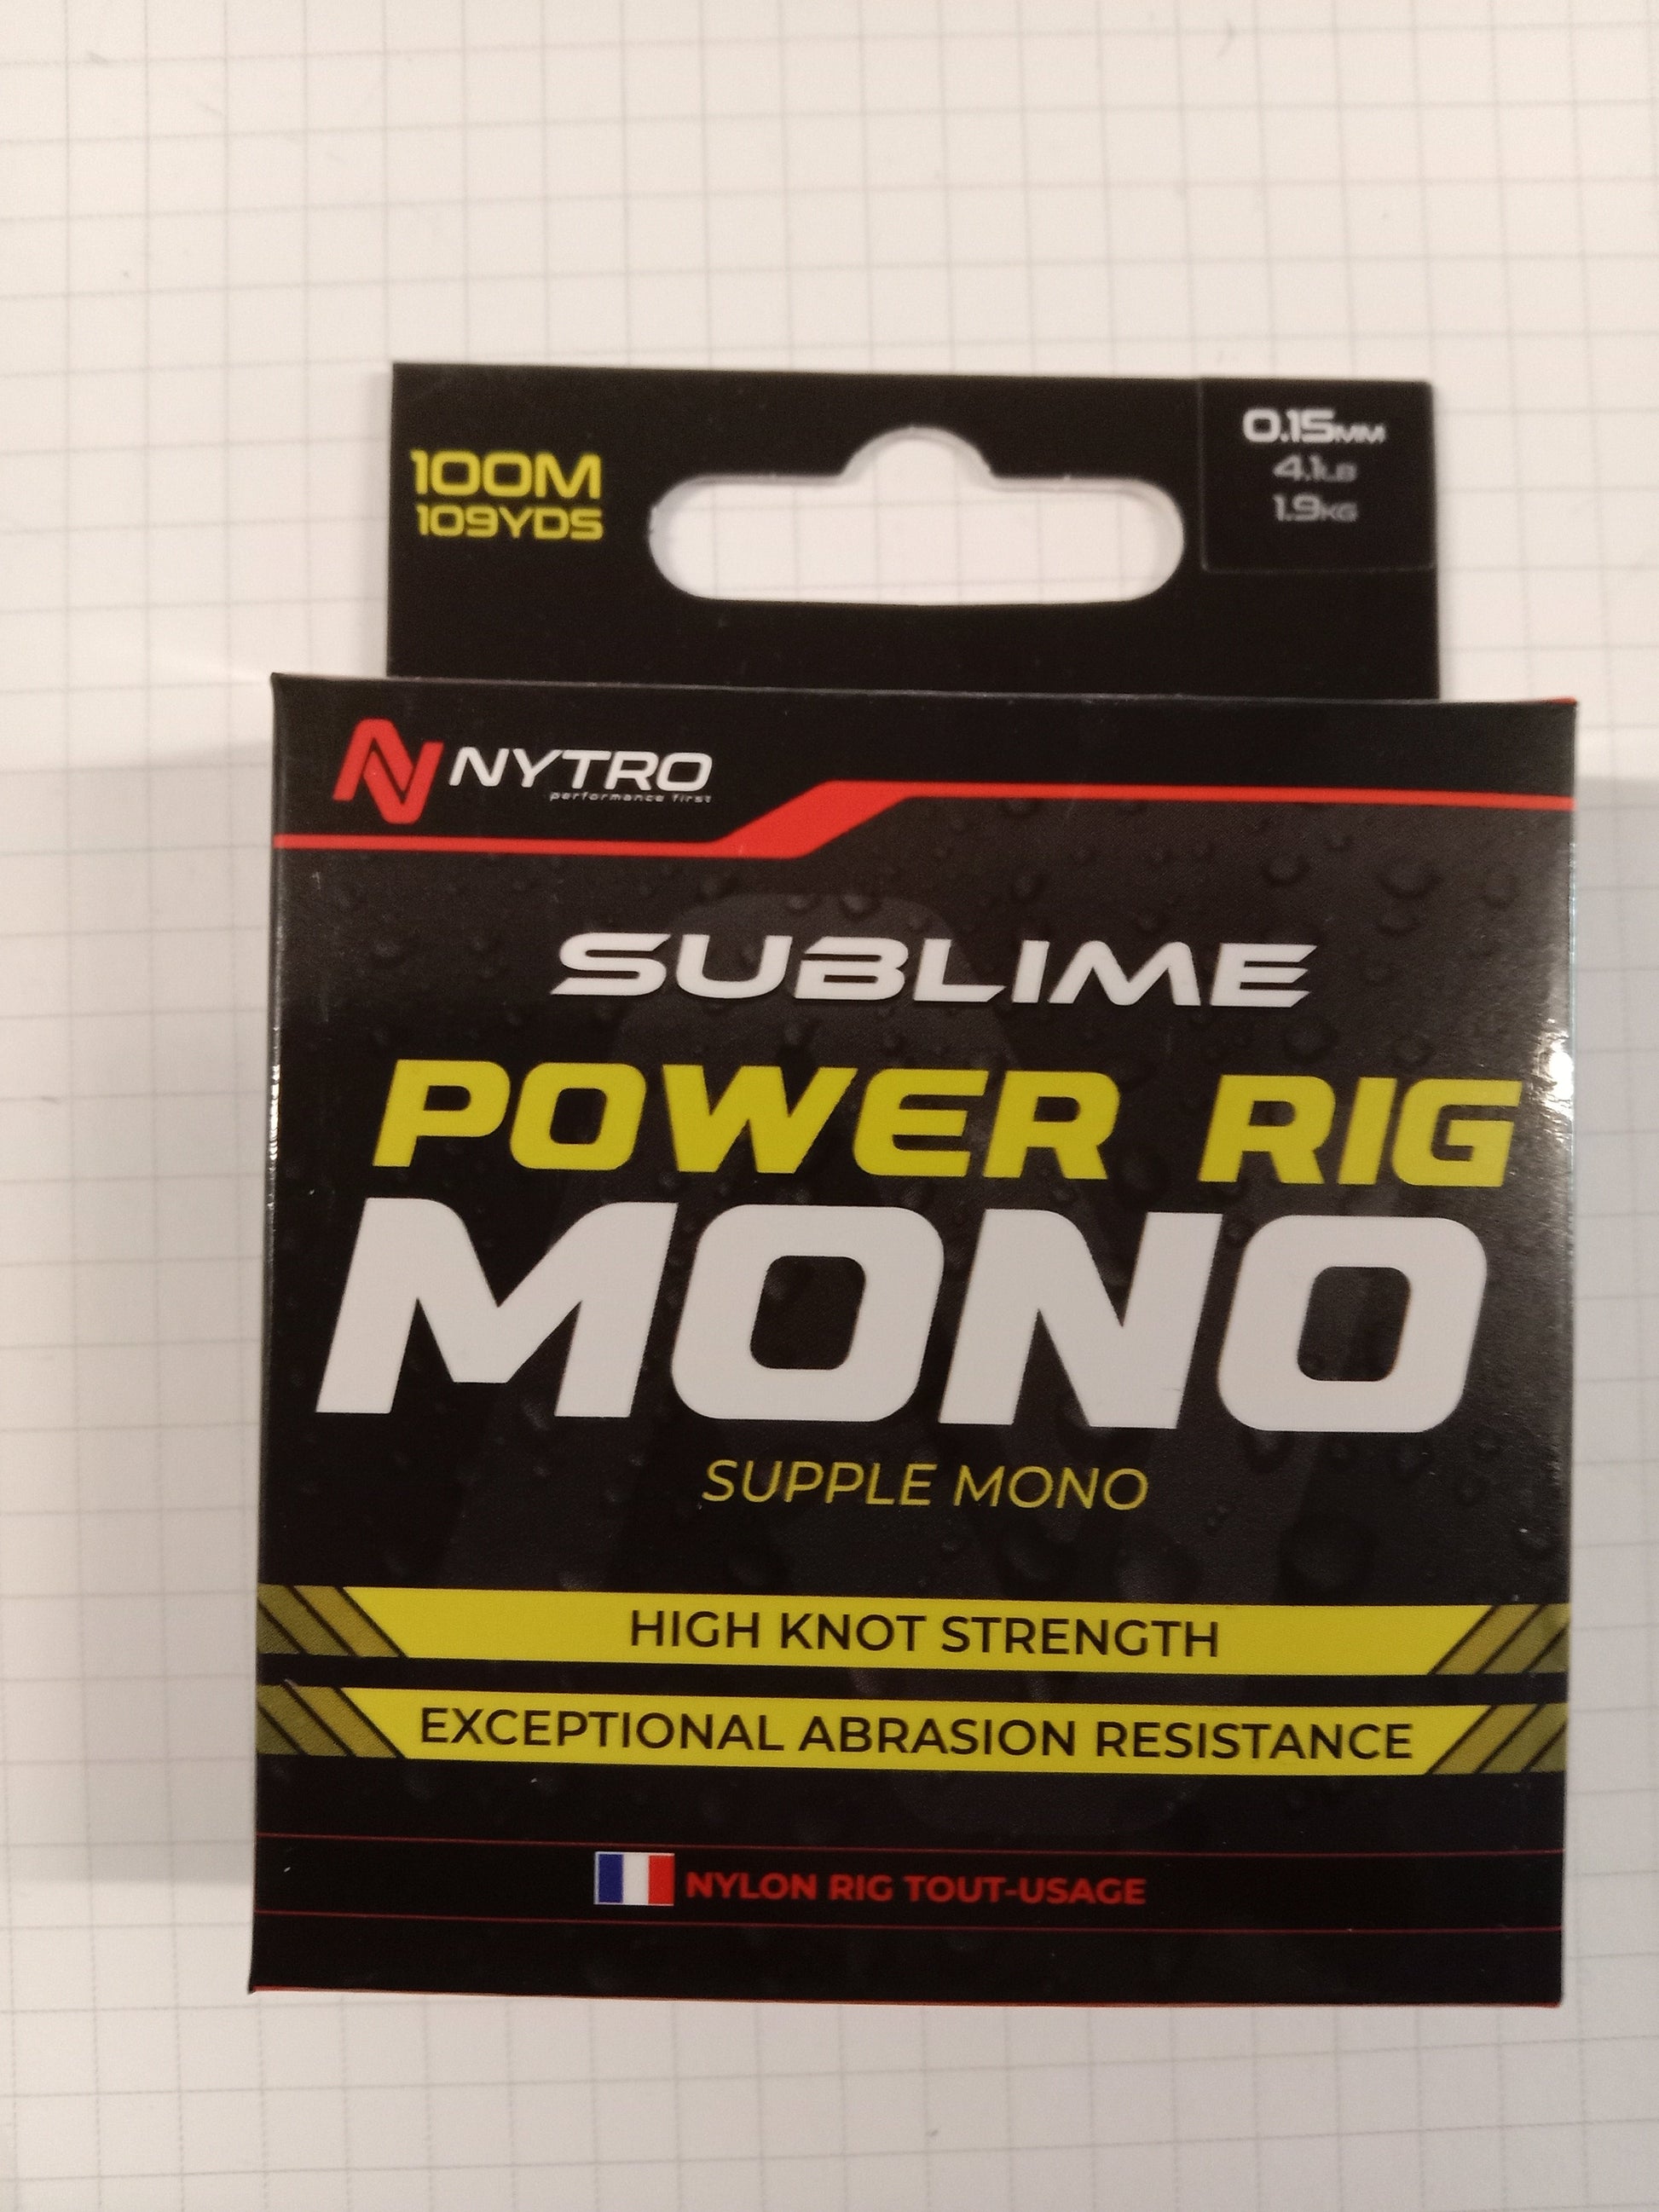 100M
109YDS
0.15MM
4.1LB
1.9KG
NYTRO
performance first
SUBLIME
POWER RIG
MONO
SUPPLE MONO
HIGH KNOT STRENGTH
EXCEPTIONAL ABRASION RESISTANCE
NYLON RIG TOUT-USAGE